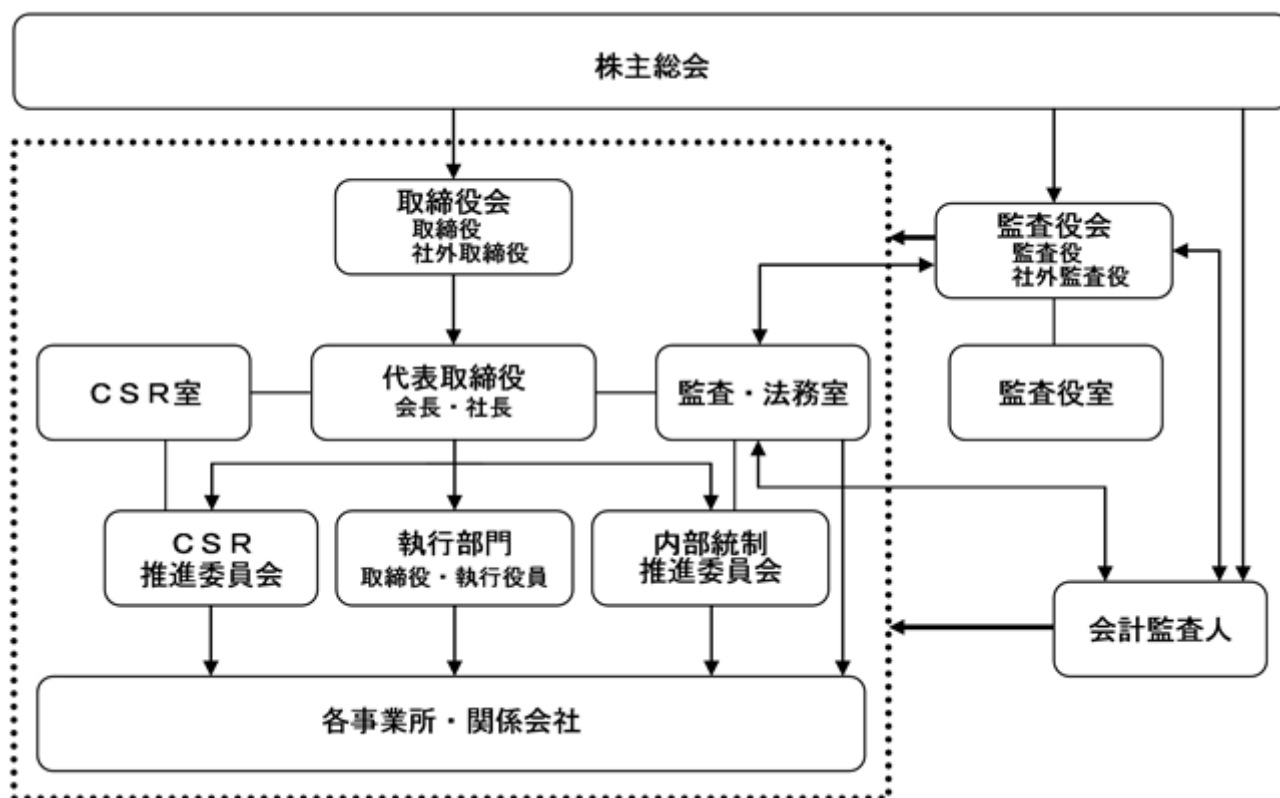 株主総会
取締役会
取締役
社外取締役
監査役会
監査役
社外監査役
ＣＳＲ室
代表取締役
会長・社長
監査・法務室
監査役室
ＣＳＲ
推進委員会
執行部門
取締役・執行役員
内部統制
推進委員会
会計監査人
各事業所・関係会社